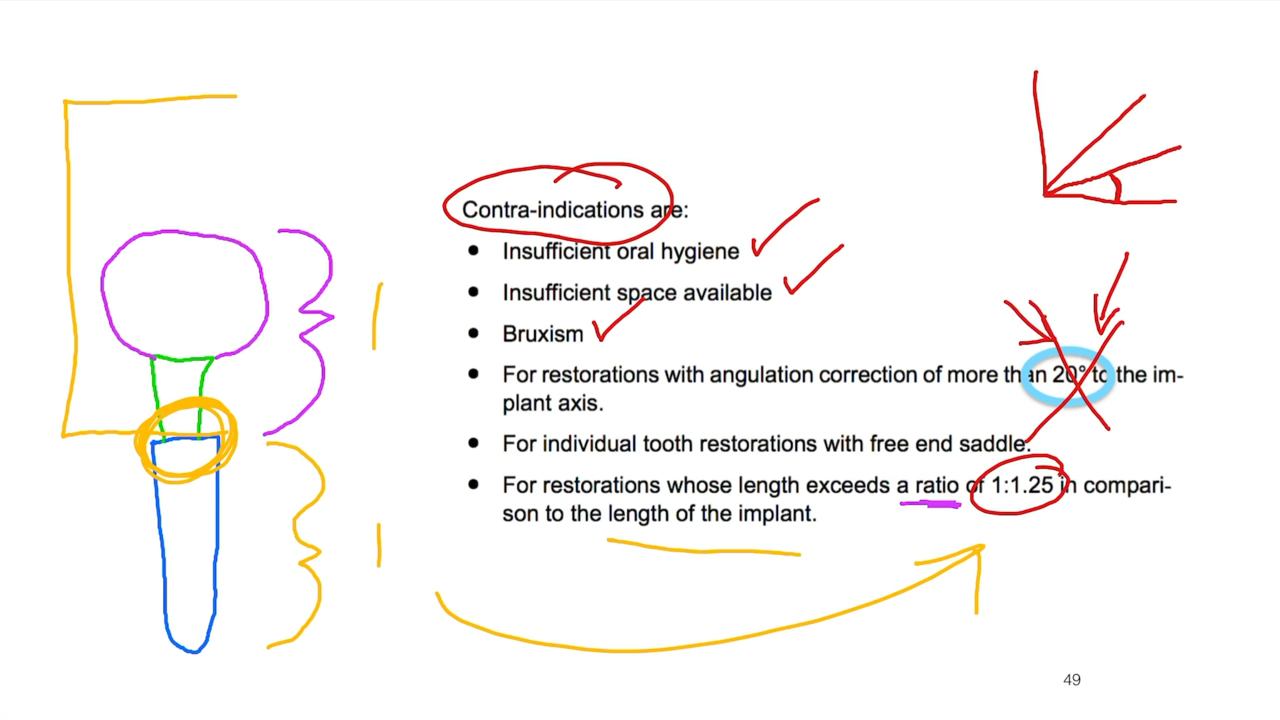 Contra-indications are:
• Insufficient oral hygiene
• Insufficient space available
• Bruxism
• For restorations with angulation correction of more than 20° to the im-
plant axis.
• For individual tooth restorations with free end saddle.
• For restorations whose length exceeds a ratio of 1:1.25 in compari-
son to the length of the implant.
1
1
49